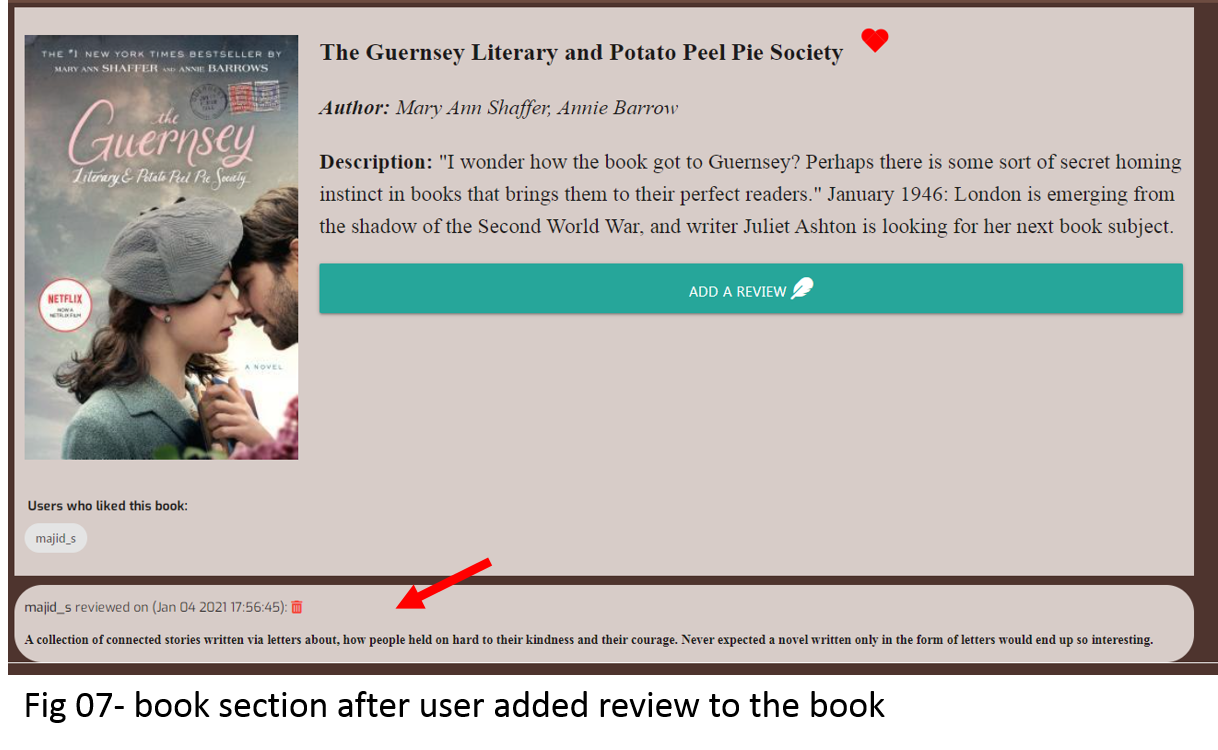 THE #1 NEW YORK TIMES BESTSELLER BY
MARY ANN SHAFFER AND ANNIE BARROWS
the
Guernsey
Literary & Potato Peel Pie Society
NETFLIX
NOW A
NETFLIX FILM
A NOVEL
The Guernsey Literary and Potato Peel Pie Society
Author: Mary Ann Shaffer, Annie Barrow
Description: "I wonder how the book got to Guernsey? Perhaps there is some sort of secret homing
instinct in books that brings them to their perfect readers." January 1946: London is emerging from
the shadow of the Second World War, and writer Juliet Ashton is looking for her next book subject.
ADD A REVIEW
Users who liked this book:
majid_s
majid_s reviewed on (Jan 04 2021 17:56:45):
A collection of connected stories written via letters about, how people held on hard to their kindness and their courage. Never expected a novel written only in the form of letters would end up so interesting.
Fig 07- book section after user added review to the book